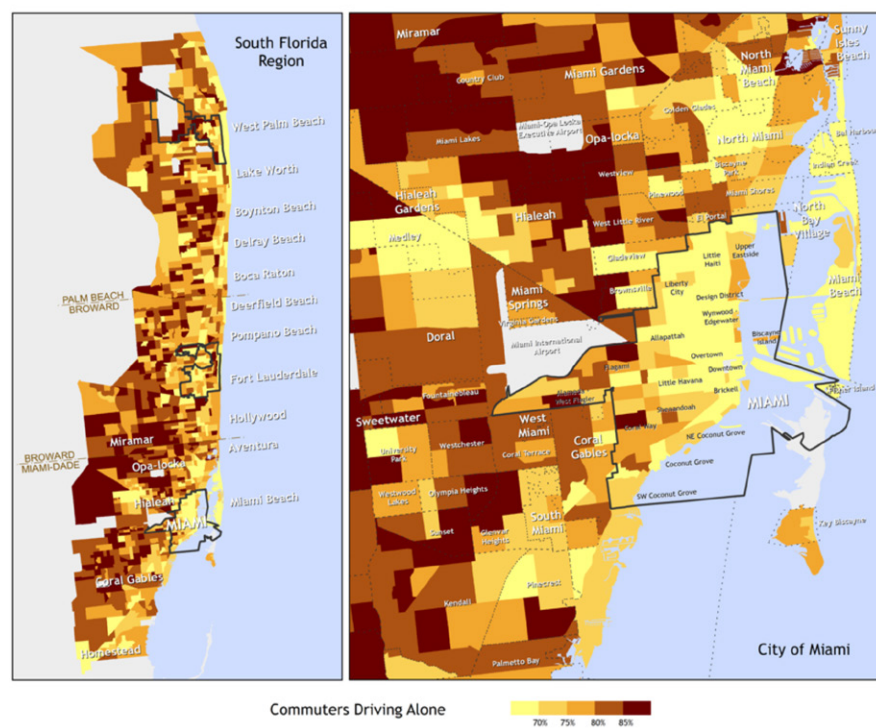 South Florida
Region
West Palm Beach
Lake Worth
Boynton Beach
Delray Beach
Boca Raton
PALM BEACH
BROWARD
Deerfield Beach
Pompano Beach
Fort Lauderdale
Hollywood
Miramar
BROWARD
MIAMI-DADE
Aventura
Opa-locka
Hialeah
Miami Beach
MIAMI
Coral Gables
Homestead
Miramar
Sunny
Isles
Beach
North
Miami
Beach
Country Club
Miami Gardens
Golden Glades
Miami-Opa Locka
Executive Airport
Opa-locka
North Miami
Bal Harbour
Miami Lakes
Biscayne
Park
Indian Creek
Westview
Hialeah
Gardens
Pinewood
Miami Shores
Hialeah
West Little River
El Portal
North
Bay
Village
Medley
Gladeview
Little
Haiti
Upper
Eastside
Miami
Springs
Brownsville
Liberty
City
Miami
Beach
Design District
Virginia Gardens
Wynwood -
Edgewater
Doral
Miami International
Airport
Allapattah
Biscayne
Island
Overtown
Flagami
Downtown
Fountainebleau
Little Havana
Brickell
Fisher Island
West Flagler
Sweetwater
West
Miami
Shenandoah
MIAMI
Coral Way
University
Park
Westchester
Coral Terrace
Coral
Gables
NE Coconut Grove
Coconut Grove
Westwood
Lakes
Olympia Heights
SW Coconut Grove
South
Miami
Sunset
Glenvar
Heights
Key Biscayne
Pinecrest
Kendall
Palmetto Bay
City of Miami
Commuters Driving Alone
70% 75% 80% 85%